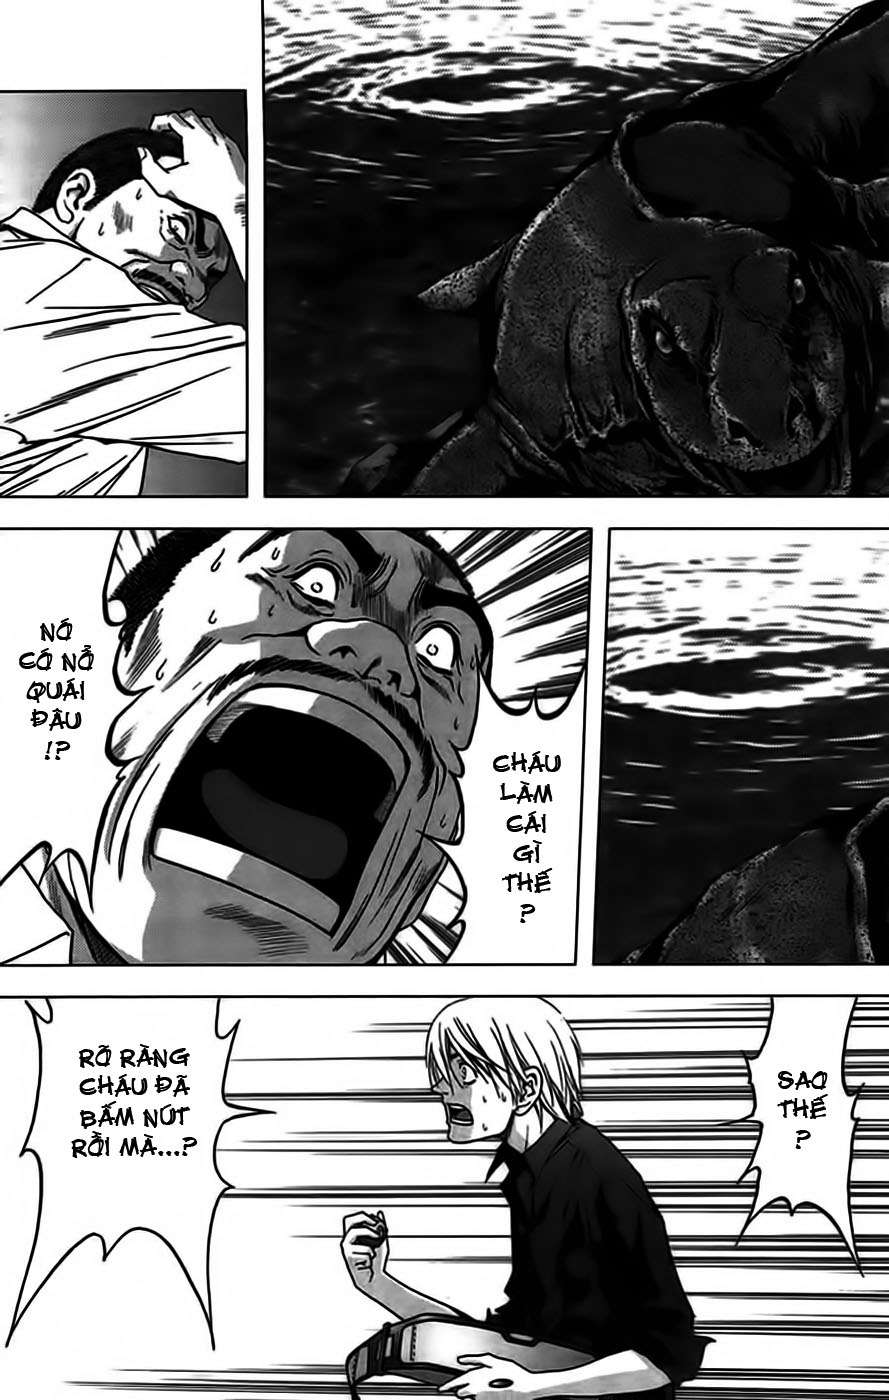 CHÁU
LÀM
CÁI
GÌ
THẾ
?
NÓ
CÓ NỔ
QUÁI
ĐÂU
!?
SAO
THẾ
?
RÕ RÀNG
CHÁU ĐÃ
BẤM NÚT
RỒI MÀ...?